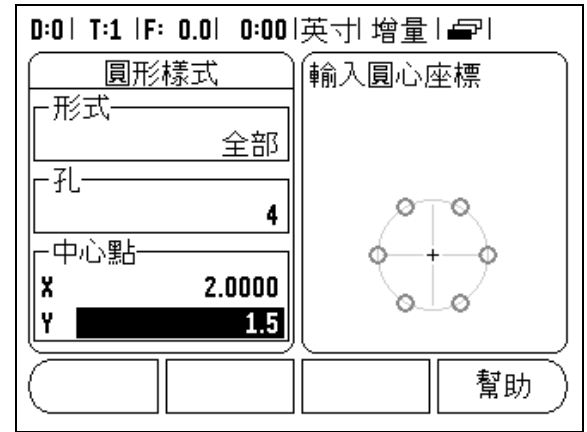 D:0 | T:1 | F: 0.0 | 0:00 | 英寸 | 增量 |
圓形樣式
形式
全部
孔
4
中心點
X 2.0000
Y 1.5
輸入圓心座標
幫助